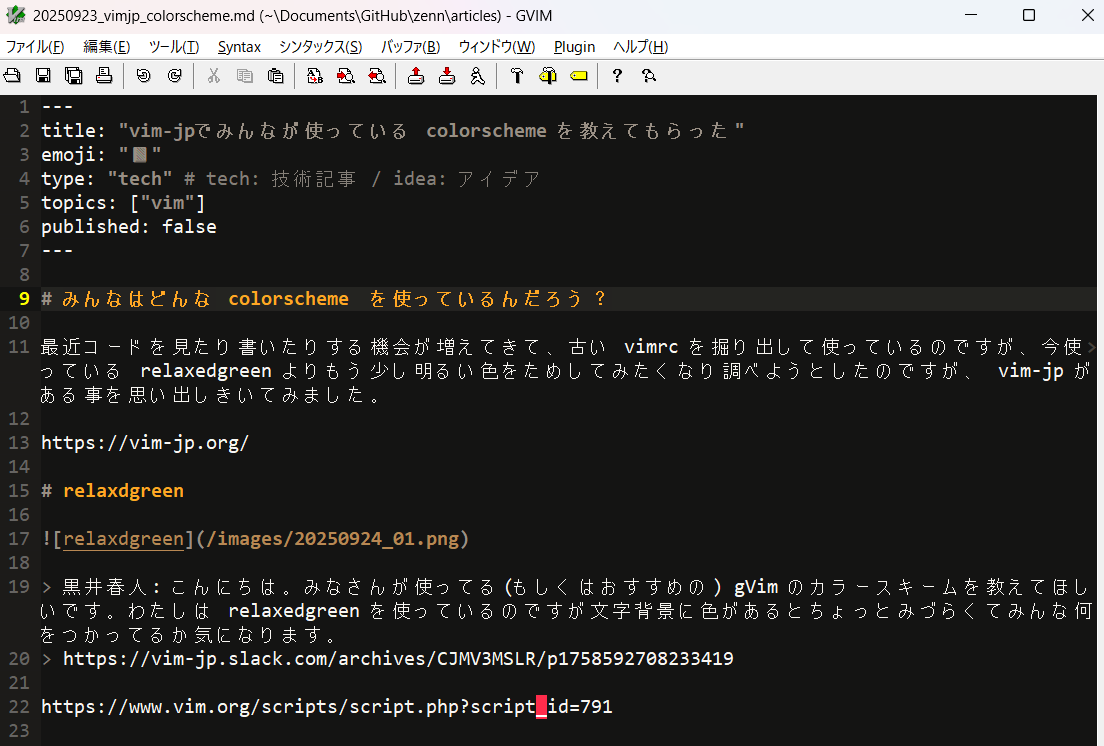 20250923_vimjp_colorscheme.md (~\Documents\GitHub\zenn\articles) - GVIM
ファイル(F) 編集(E) ツール(T) Syntax シンタックス(S) バッファ(B) ウィンドウ(W) Plugin ヘルプ(H)
1 ---
2 title: "vim-jpでみんなが使っている colorscheme を教えてもらった"
3 emoji: ""
4 type: "tech" # tech: 技術記事 / idea: アイデア
5 topics: ["vim"]
6 published: false
7 ---
8
9 # みんなはどんな colorscheme を使っているんだろう？
10
11 最近コードを見たり書いたりする機会が増えてきて、古い vimrc を掘り出して使っているのですが、今使
っている relaxedgreen よりもう少し明るい色をためしてみたくなり調べようとしたのですが、 vim-jp が
ある事を思い出しきいてみました。
12
13 https://vim-jp.org/
14
15 # relaxdgreen
16
17 ![relaxdgreen](/images/20250924_01.png)
18
19 > 黒井春人: こんにちは。みなさんが使ってる(もしくはおすすめの) gVim のカラースキームを教えてほし
いです。わたしは relaxedgreen を使っているのですが文字背景に色があるとちょっとみづらくてみんな何
をつかってるか気になります。
20 > https://vim-jp.slack.com/archives/CJMV3MSLR/p1758592708233419
21
22 https://www.vim.org/scripts/script.php?script_id=791
23